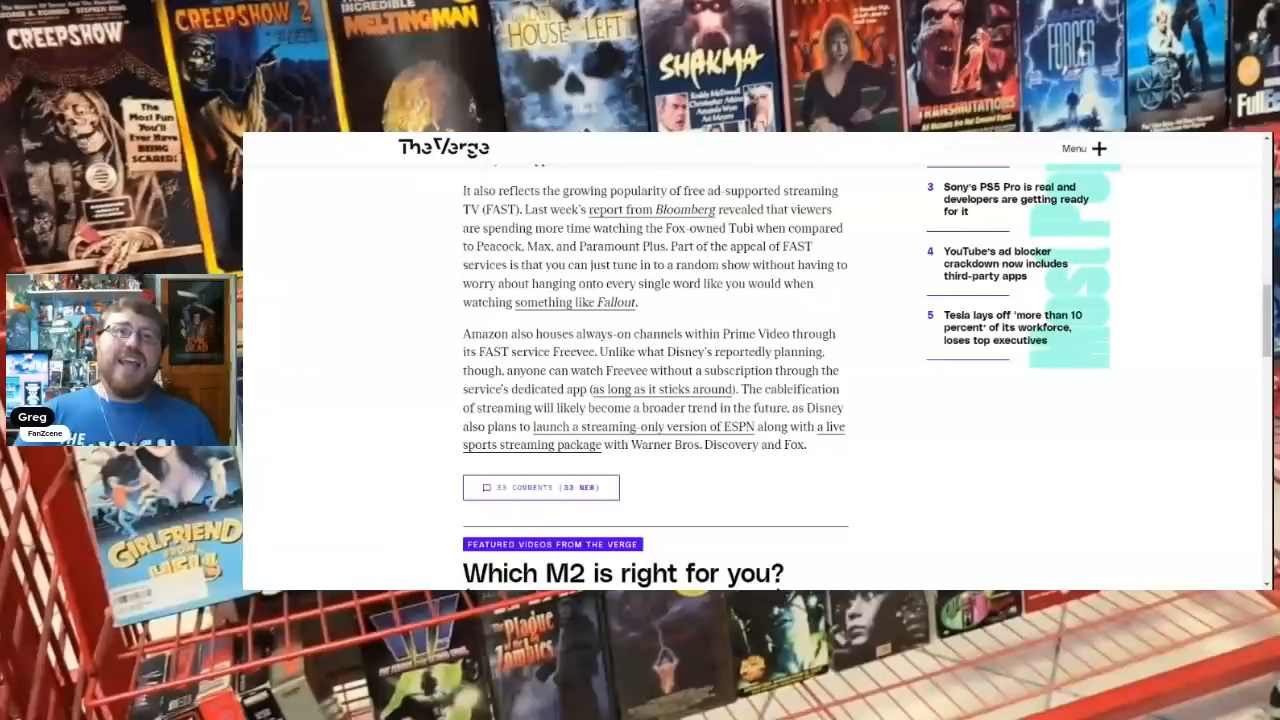 CREEPSHOW
The
Most Fun
You'll
Ever Have
BEING
SCARED!
CREEPSHOW 2
INCREDIBLE
MELTING MAN
HOUSE LEFT
SHAKMA
Roddy McDowall
TRANSMUTATIONS
FORCES
Full
The Verge
Menu
It also reflects the growing popularity of free ad-supported streaming
TV (FAST). Last week's report from Bloomberg revealed that viewers
are spending more time watching the Fox-owned Tubi when compared
to Peacock, Max, and Paramount Plus. Part of the appeal of FAST
services is that you can just tune in to a random show without having to
worry about hanging onto every single word like you would when
watching something like Fallout.
Amazon also houses always-on channels within Prime Video through
its FAST service Freevee. Unlike what Disney's reportedly planning,
though, anyone can watch Freevee without a subscription through the
service's dedicated app (as long as it sticks around). The cableification
of streaming will likely become a broader trend in the future, as Disney
also plans to launch a streaming-only version of ESPN along with a live
sports streaming package with Warner Bros. Discovery and Fox.
33 COMMENTS (33 NEW)
FEATURED VIDEOS FROM THE VERGE
Which M2 is right for you?
Most Po
3 Sony's PS5 Pro is real and
developers are getting ready
for it
4 YouTube's ad blocker
crackdown now includes
third-party apps
5 Tesla lays off 'more than 10
percent' of its workforce,
loses top executives
Greg
FanZcene
THE
GIRLFRIEND
FROM
HELL
The
Plague
Zombies